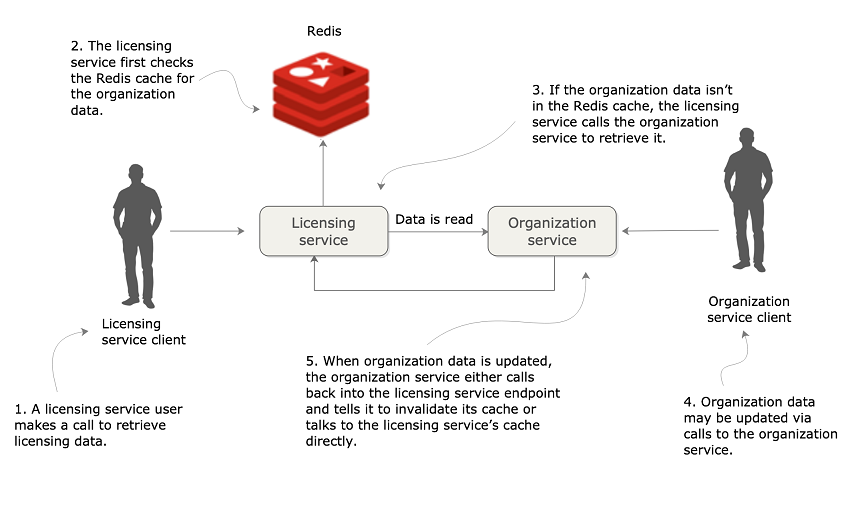 Redis
2. The licensing
service first checks
the Redis cache for
the organization
data.
3. If the organization data isn’t
in the Redis cache, the licensing
service calls the organization
service to retrieve it.
Licensing
service
Data is read
Organization
service
Licensing
service client
Organization
service client
1. A licensing service user
makes a call to retrieve
licensing data.
5. When organization data is updated,
the organization service either calls
back into the licensing service endpoint
and tells it to invalidate its cache or
talks to the licensing service’s cache
directly.
4. Organization data
may be updated via
calls to the organization
service.